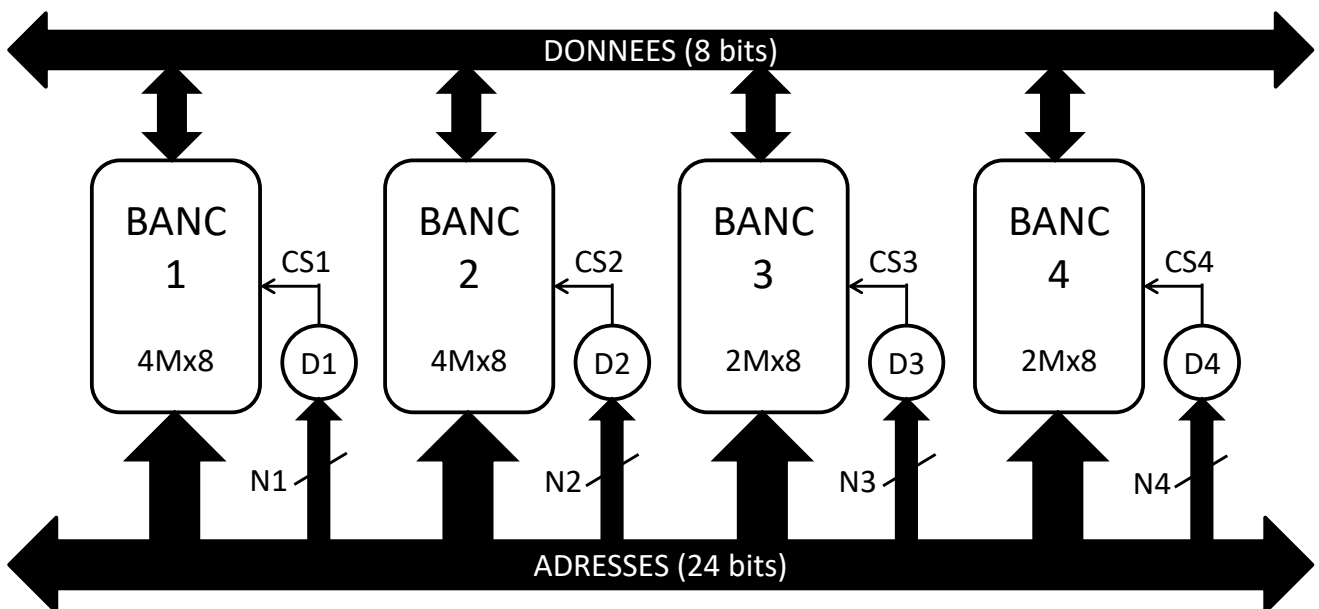 DONNEES (8 bits)
BANC
1
4Mx8
CS1
D1
N1
BANC
2
4Mx8
CS2
D2
N2
BANC
3
2Mx8
CS3
D3
N3
BANC
4
2Mx8
CS4
D4
N4
ADRESSES (24 bits)